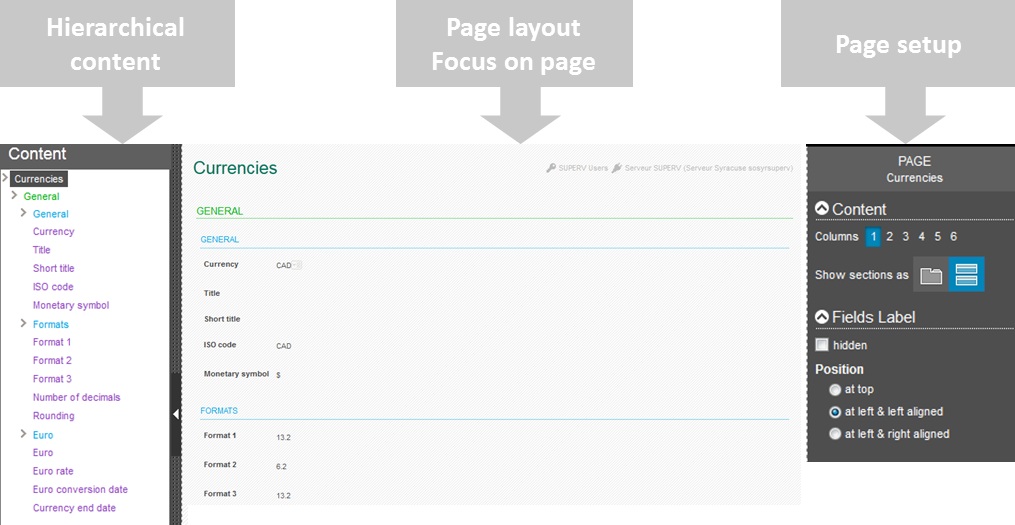 Hierarchical
content
Page layout
Focus on page
Page setup
Content
Currencies
General
General
Currency
Title
Short title
ISO code
Monetary symbol
Formats
Format 1
Format 2
Format 3
Number of decimals
Rounding
Euro
Euro
Euro rate
Euro conversion date
Currency end date
Currencies
SUPERV Users Serveur SUPERV (Serveur Syracuse sosyrsuperv)
GENERAL
GENERAL
Currency CAD
Title
Short title
ISO code CAD
Monetary symbol $
FORMATS
Format 1 13.2
Format 2 6.2
Format 3 13.2
PAGE
Currencies
Content
Columns 1 2 3 4 5 6
Show sections as
Fields Label
hidden
Position
at top
at left & left aligned
at left & right aligned